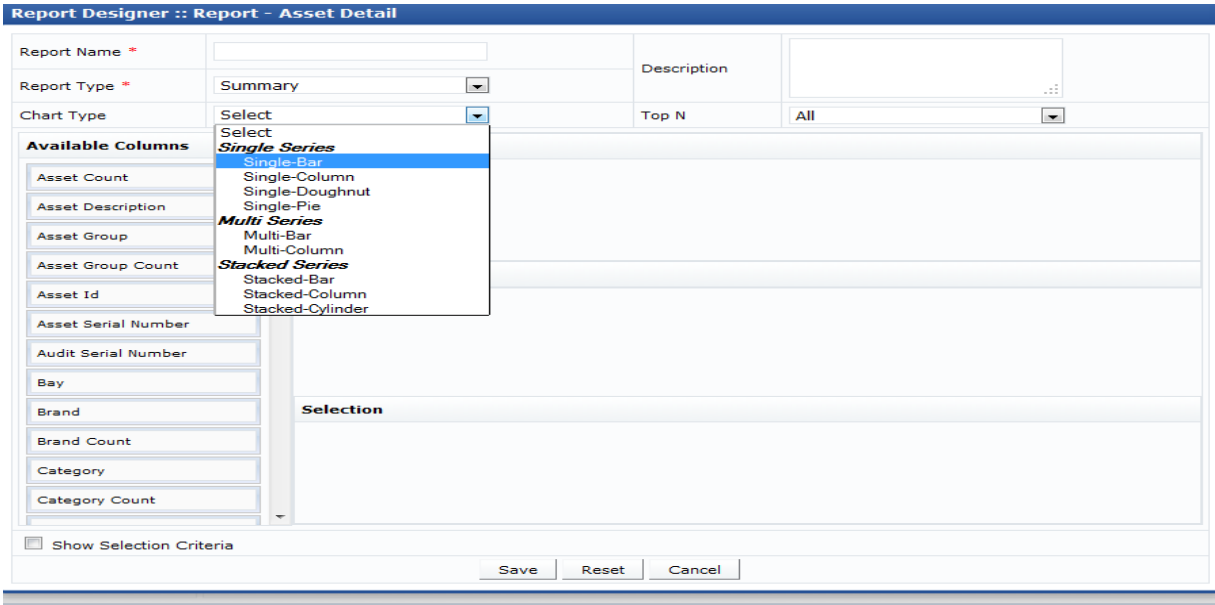 Report Designer :: Report - Asset Detail
Report Name *
Description
Report Type * Summary
Chart Type Select Top N All
Select
Available Columns
Single Series
Single-Bar
Single-Column
Single-Doughnut
Single-Pie
Multi Series
Multi-Bar
Multi-Column
Stacked Series
Stacked-Bar
Stacked-Column
Stacked-Cylinder
Asset Count
Asset Description
Asset Group
Asset Group Count
Asset Id
Asset Serial Number
Audit Serial Number
Bay
Brand
Brand Count
Category
Category Count
Selection
Show Selection Criteria
Save Reset Cancel